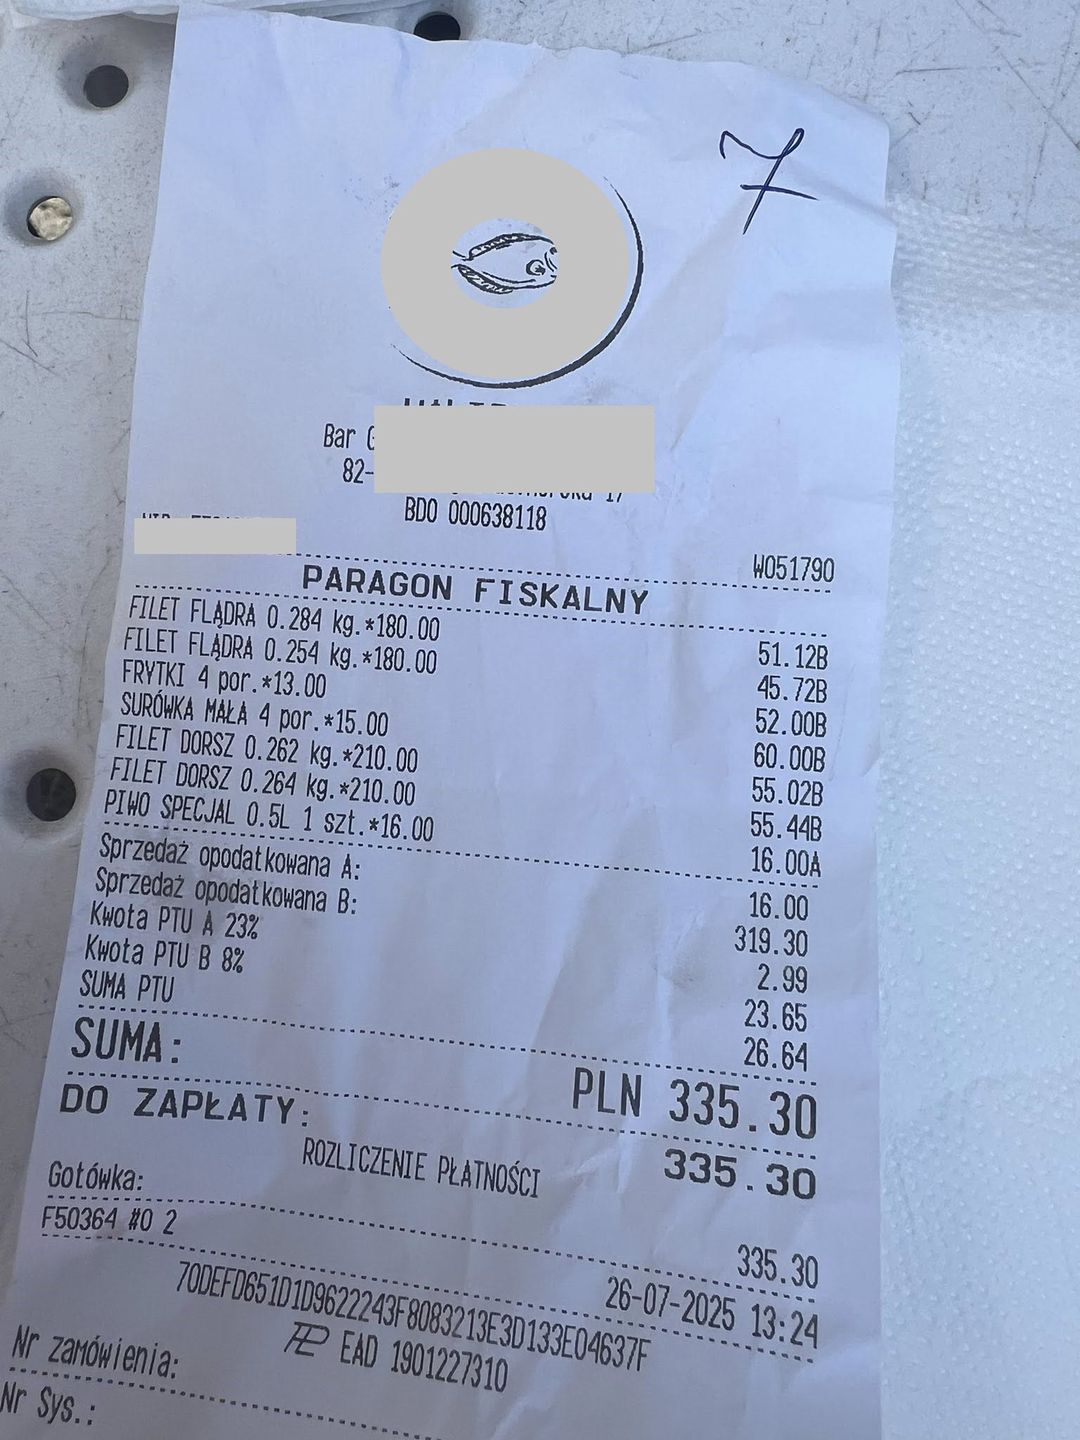 7
Bar
82-
17
BDO 000638118
W051790
PARAGON FISKALNY
FILET FLĄDRA 0.284 kg.*180.00 51.12B
FILET FLĄDRA 0.254 kg.*180.00 45.72B
FRYTKI 4 por.*13.00 52.00B
SURÓWKA MAŁA 4 por.*15.00 60.00B
FILET DORSZ 0.262 kg.*210.00 55.02B
FILET DORSZ 0.264 kg.*210.00 55.44B
PIWO SPECJAL 0.5L 1 szt.*16.00 16.00A
Sprzedaż opodatkowana A: 16.00
Sprzedaż opodatkowana B: 319.30
Kwota PTU A 23% 2.99
Kwota PTU B 8% 23.65
SUMA PTU 26.64
SUMA: PLN 335.30
DO ZAPŁATY: 335.30
ROZLICZENIE PŁATNOŚCI
Gotówka: 335.30
F50364 #0 2 26-07-2025 13:24
70DEFD651D1D9622243F8083213E3D133E04637F
EAD 1901227310
Nr zamówienia:
Nr Sys.: